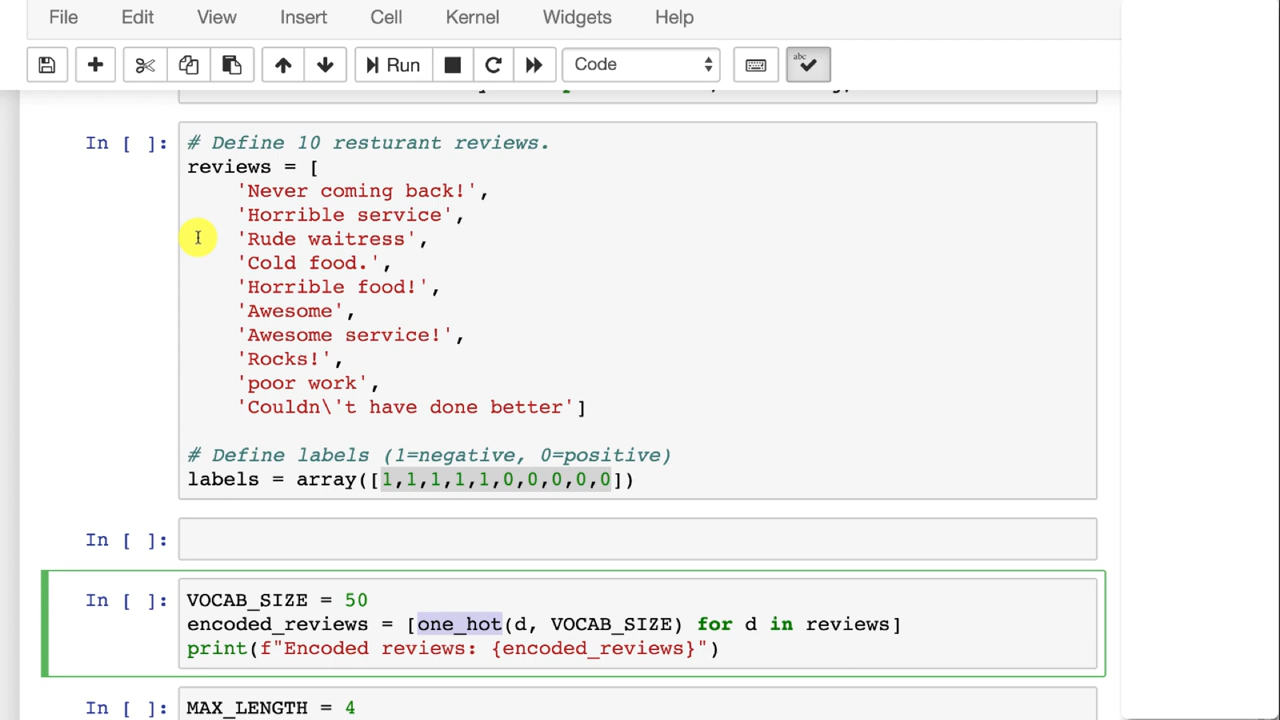 File Edit View Insert Cell Kernel Widgets Help
Run Code abc
In [ ]: # Define 10 resturant reviews.
reviews = [
'Never coming back!',
'Horrible service',
'Rude waitress',
'Cold food.',
'Horrible food!',
'Awesome',
'Awesome service!',
'Rocks!',
'poor work',
'Couldn\'t have done better']
# Define labels (1=negative, 0=positive)
labels = array([1,1,1,1,1,0,0,0,0,0])
In [ ]:
In [ ]: VOCAB_SIZE = 50
encoded_reviews = [one_hot(d, VOCAB_SIZE) for d in reviews]
print(f"Encoded reviews: {encoded_reviews}")
In [ ]: MAX_LENGTH = 4